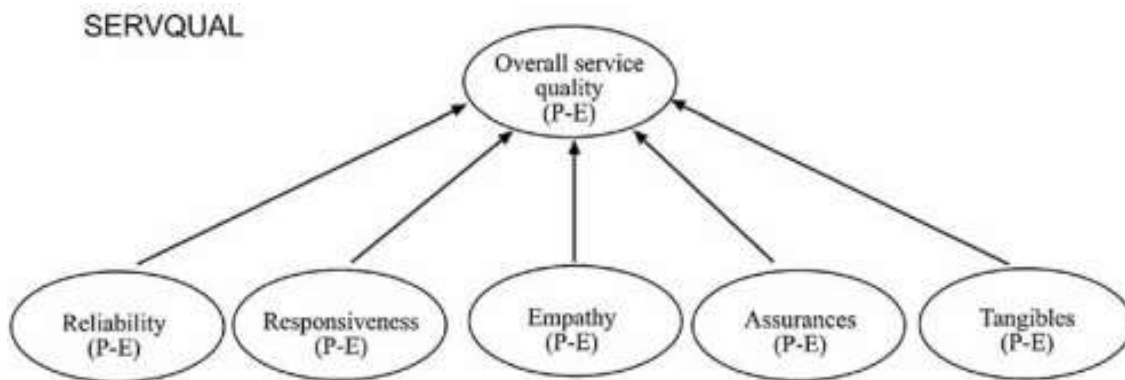 SERVQUAL
Overall service
quality
(P-E)
Reliability
(P-E)
Responsiveness
(P-E)
Empathy
(P-E)
Assurances
(P-E)
Tangibles
(P-E)